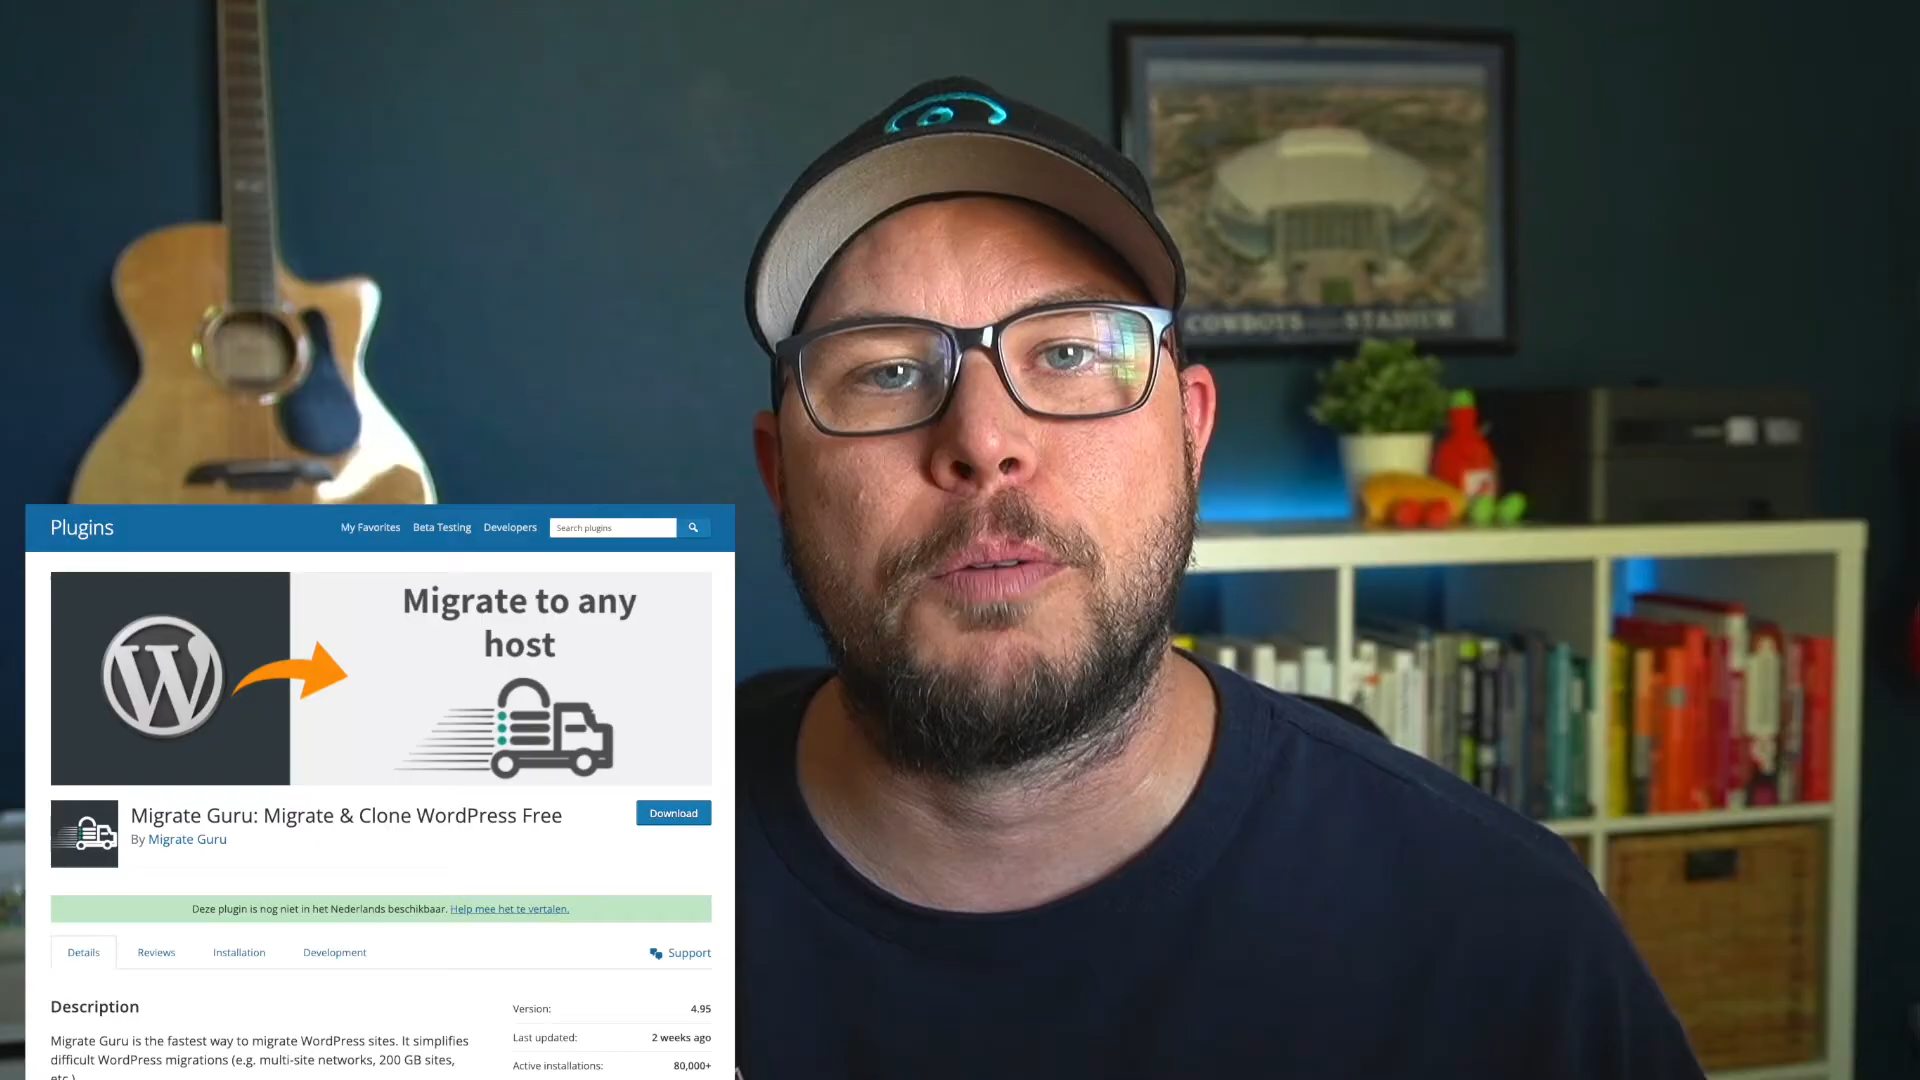 COWBOYS STADIUM
Plugins
My Favorites Beta Testing Developers Search plugins
Migrate to any
host
Migrate Guru: Migrate & Clone WordPress Free
Download
By Migrate Guru
Deze plugin is nog niet in het Nederlands beschikbaar. Help mee het te vertalen.
Details Reviews Installation Development Support
Description
Version: 4.95
Migrate Guru is the fastest way to migrate WordPress sites. It simplifies
Last updated: 2 weeks ago
difficult WordPress migrations (e.g. multi-site networks, 200 GB sites,
Active installations: 80,000+
etc.)